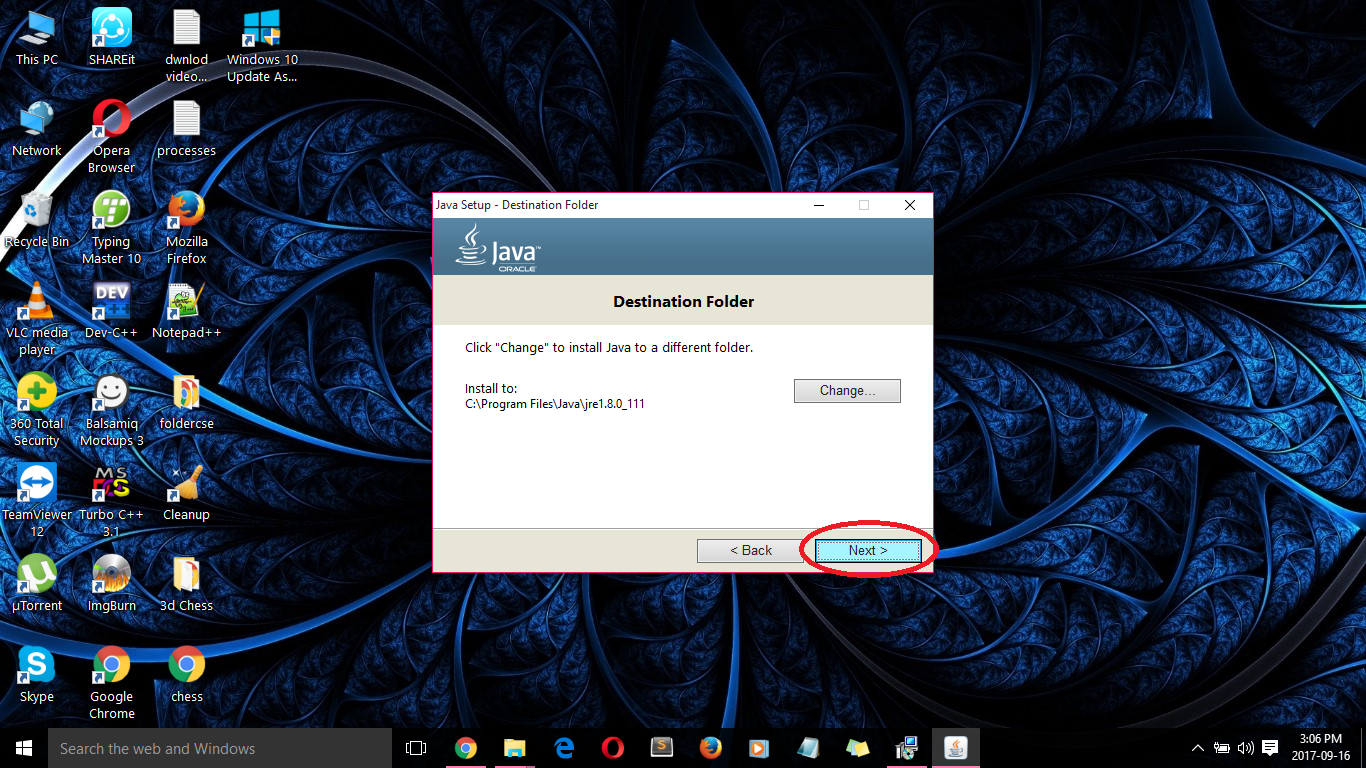 This PC
SHAREit
dwnlod
video...
Windows 10
Update As...
Network
Opera
Browser
processes
Recycle Bin
Typing
Master 10
Mozilla
Firefox
VLC media
player
DEV
Dev-C++
Notepad++
360 Total
Security
Balsamiq
Mockups 3
foldercse
TeamViewer
12
MS
DOS
Turbo C++
3.1
Cleanup
µTorrent
ImgBurn
3d Chess
Skype
Google
Chrome
chess
Java Setup - Destination Folder
Java™
ORACLE
Destination Folder
Click "Change" to install Java to a different folder.
Install to:
C:\Program Files\Java\jre1.8.0_111
Change...
< Back
Next >
Search the web and Windows
3:06 PM
2017-09-16